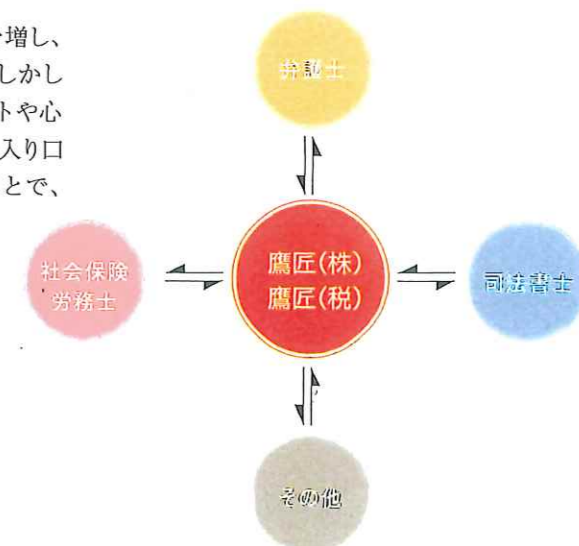 増し、
しかし
トや心
入り口
とで、
弁護士
社会保険
労務士
鷹匠(株)
鷹匠(税)
司法書士
その他